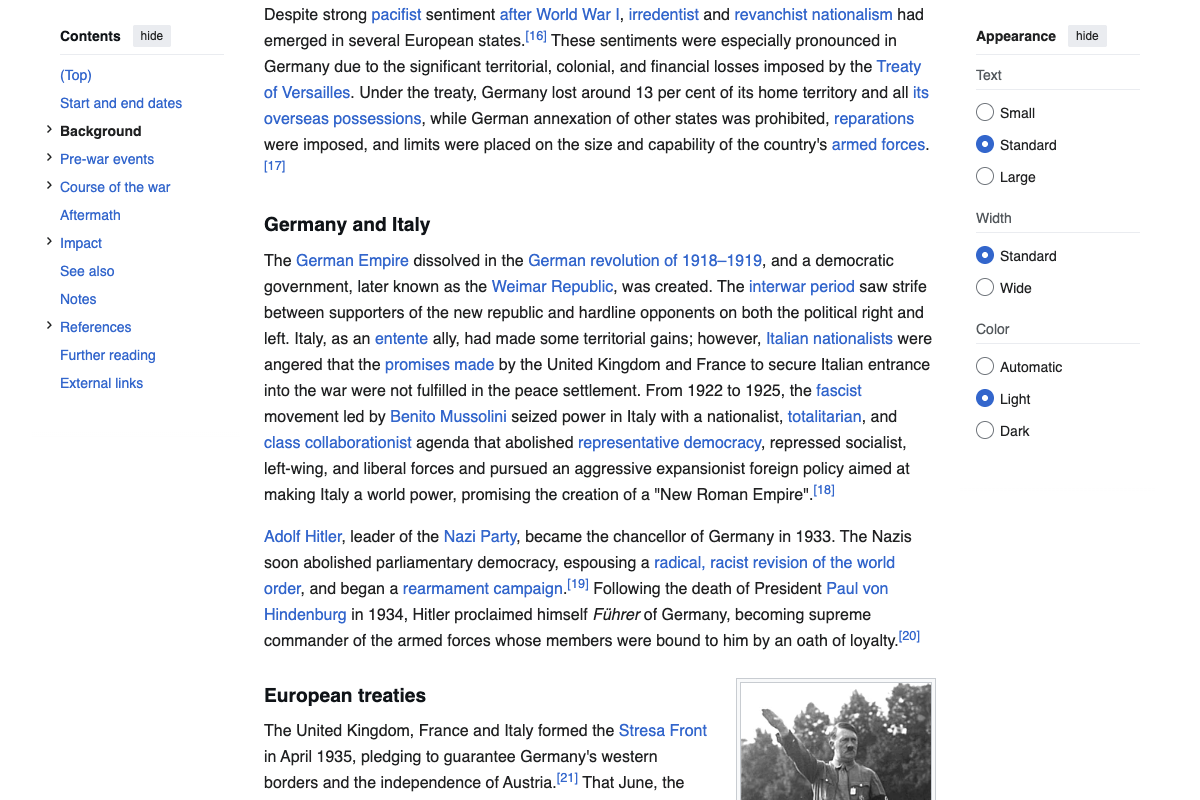 Contents hide
(Top)
Start and end dates
Background
Pre-war events
Course of the war
Aftermath
Impact
See also
Notes
References
Further reading
External links
Despite strong pacifist sentiment after World War I, irredentist and revanchist nationalism had
emerged in several European states.[16] These sentiments were especially pronounced in
Germany due to the significant territorial, colonial, and financial losses imposed by the Treaty
of Versailles. Under the treaty, Germany lost around 13 per cent of its home territory and all its
overseas possessions, while German annexation of other states was prohibited, reparations
were imposed, and limits were placed on the size and capability of the country's armed forces.
[17]
Germany and Italy
The German Empire dissolved in the German revolution of 1918–1919, and a democratic
government, later known as the Weimar Republic, was created. The interwar period saw strife
between supporters of the new republic and hardline opponents on both the political right and
left. Italy, as an entente ally, had made some territorial gains; however, Italian nationalists were
angered that the promises made by the United Kingdom and France to secure Italian entrance
into the war were not fulfilled in the peace settlement. From 1922 to 1925, the fascist
movement led by Benito Mussolini seized power in Italy with a nationalist, totalitarian, and
class collaborationist agenda that abolished representative democracy, repressed socialist,
left-wing, and liberal forces and pursued an aggressive expansionist foreign policy aimed at
making Italy a world power, promising the creation of a "New Roman Empire".[18]
Adolf Hitler, leader of the Nazi Party, became the chancellor of Germany in 1933. The Nazis
soon abolished parliamentary democracy, espousing a radical, racist revision of the world
order, and began a rearmament campaign.[19] Following the death of President Paul von
Hindenburg in 1934, Hitler proclaimed himself Führer of Germany, becoming supreme
commander of the armed forces whose members were bound to him by an oath of loyalty.[20]
European treaties
The United Kingdom, France and Italy formed the Stresa Front
in April 1935, pledging to guarantee Germany's western
borders and the independence of Austria.[21] That June, the
Appearance hide
Text
Small
Standard
Large
Width
Standard
Wide
Color
Automatic
Light
Dark